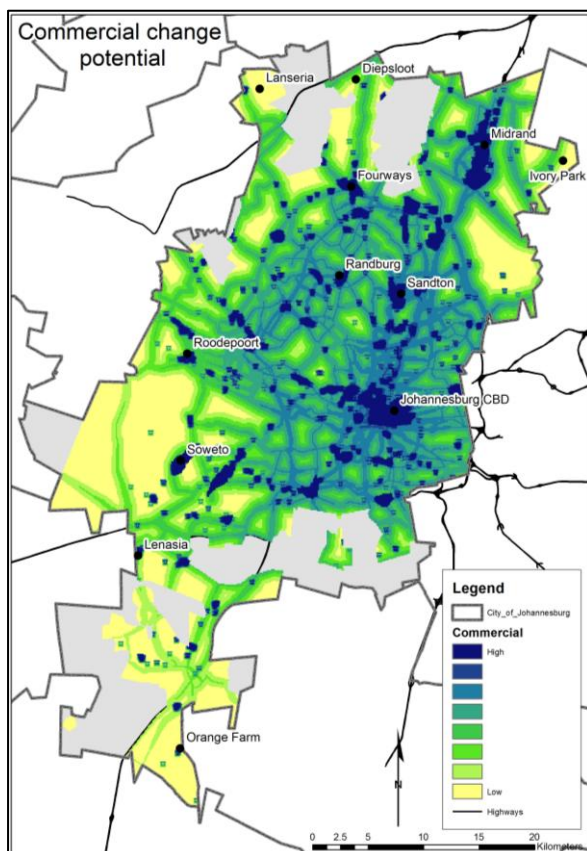 Commercial change
potential
Lanseria
Diepsloot
Midrand
Ivory Park
Fourways
Randburg
Sandton
Roodepoort
Johannesburg CBD
Soweto
Lenasia
Orange Farm
Legend
City_of_Johannesburg
Commercial
High
Low
Highways
N
0 2.5 5 10 15 20
Kilometers